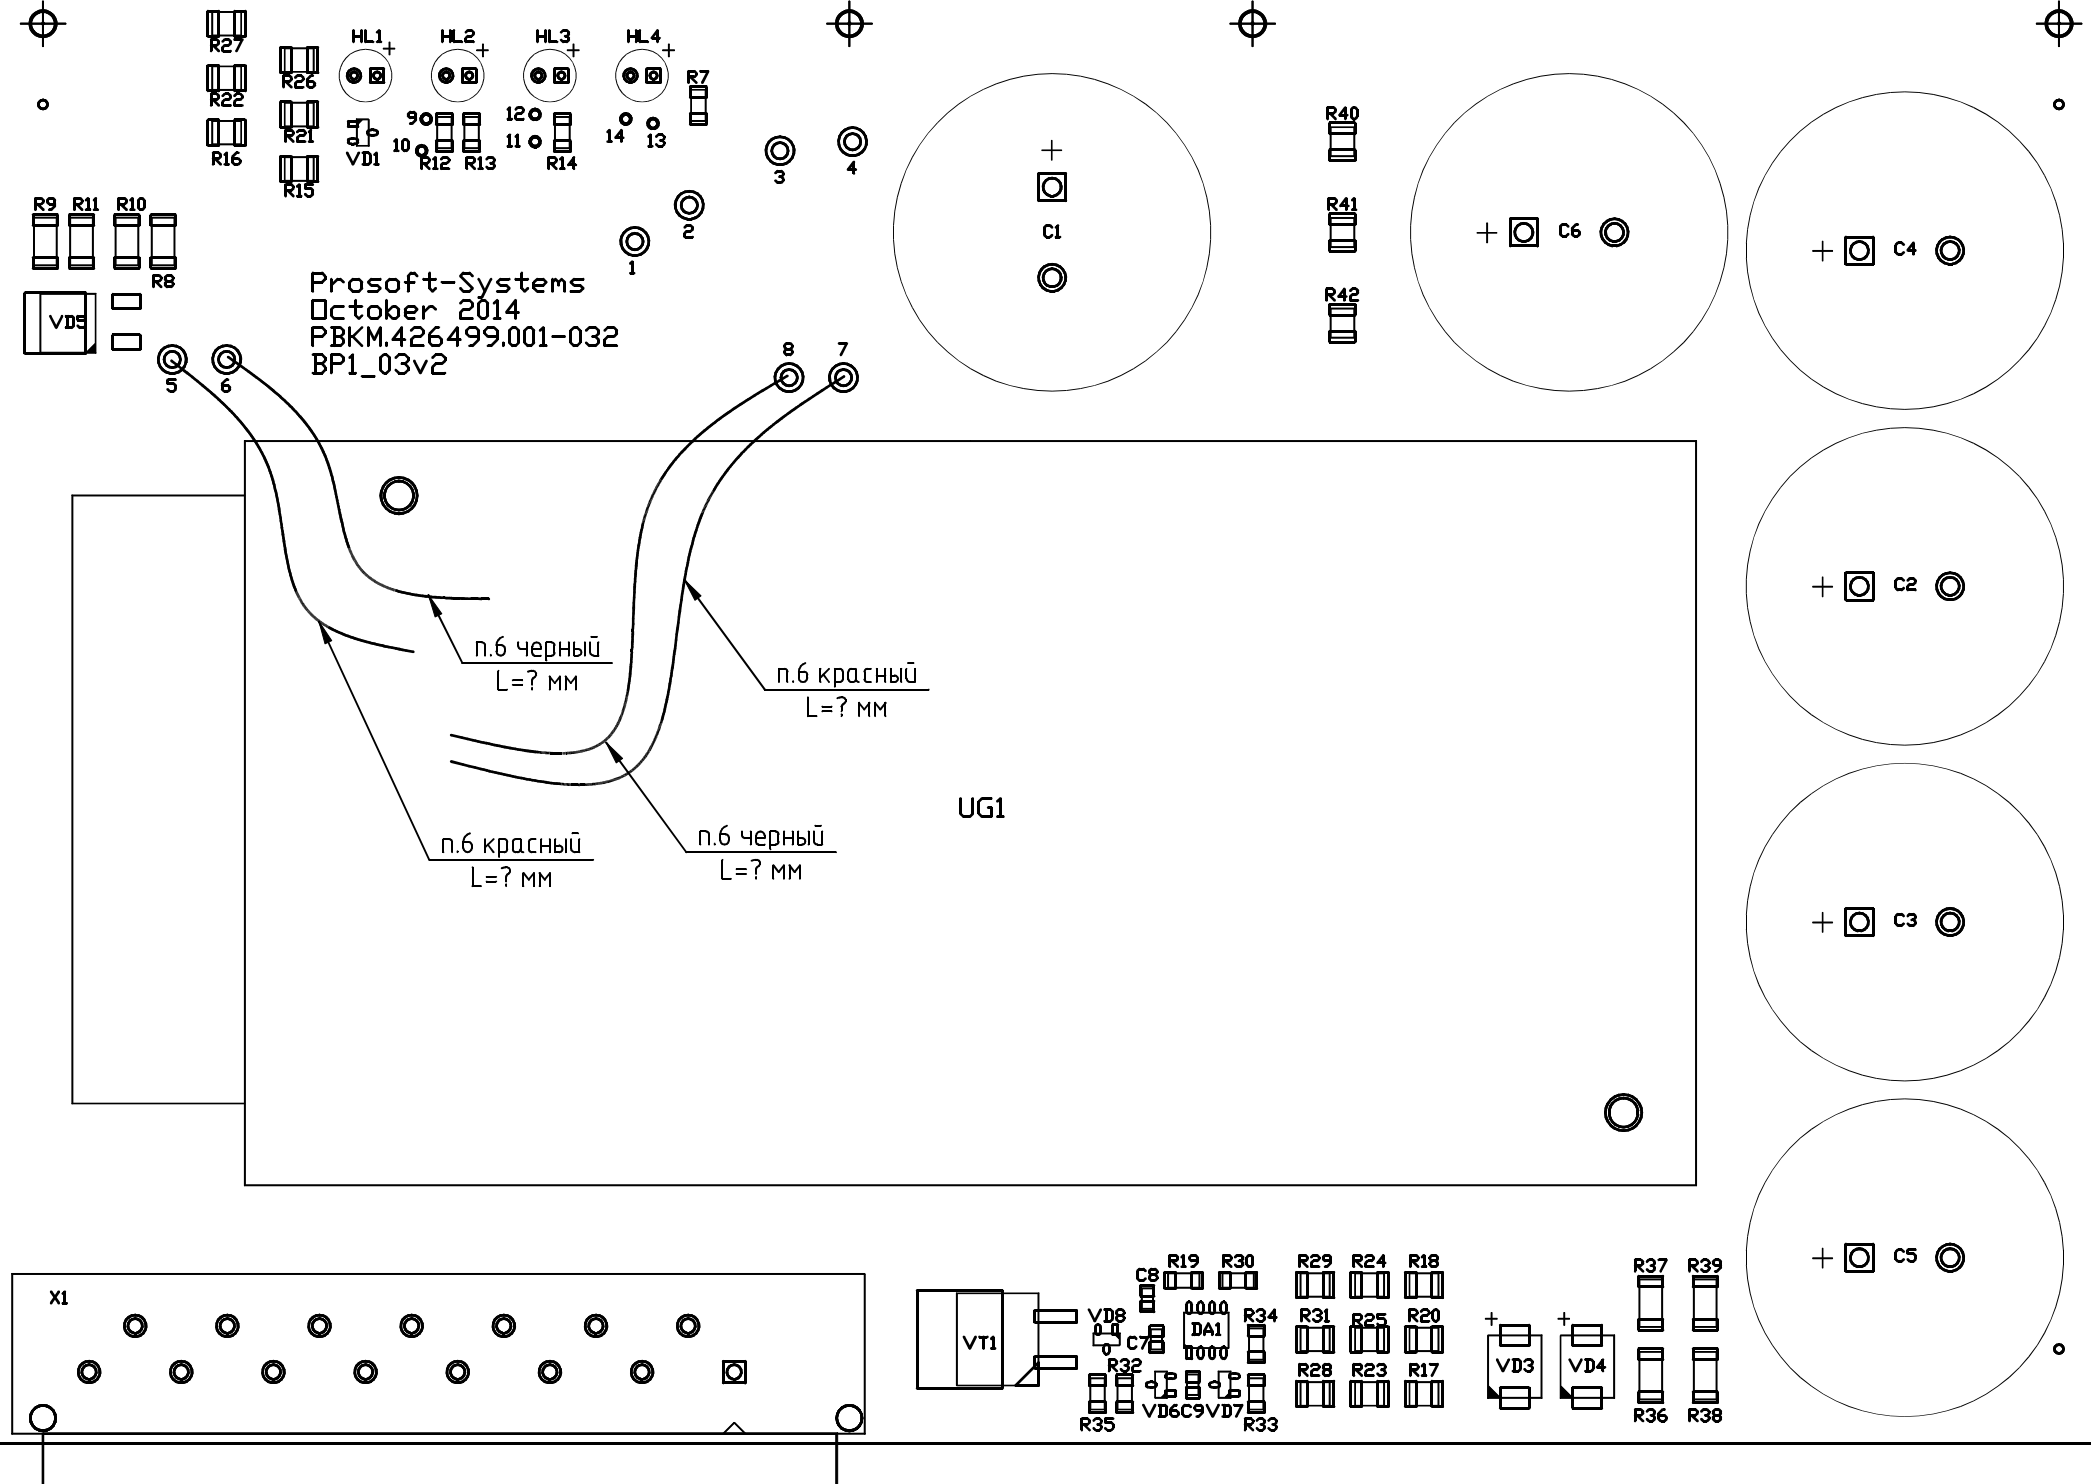 R27
R22
R16
R26
R21
R15
HL1
+
HL2
+
HL3
+
HL4
+
R7
VD1
9
10
R12
R13
12
11
R14
14
13
3
4
2
1
R9
R11
R10
R8
VD5
Prosoft-Systems
October 2014
PBKM.426499.001-032
BP1_03v2
5
6
8
7
+
C1
R40
R41
R42
+
C6
+
C4
+
C2
+
C3
+
C5
п.6 черный
L=? мм
п.6 красный
L=? мм
п.6 красный
L=? мм
п.6 черный
L=? мм
UG1
X1
VT1
VD8
C8
C7
R19
R30
DA1
R34
R32
R35
VD6
C9
VD7
R33
R29
R24
R18
R31
R25
R20
R28
R23
R17
+
VD3
+
VD4
R37
R39
R36
R38